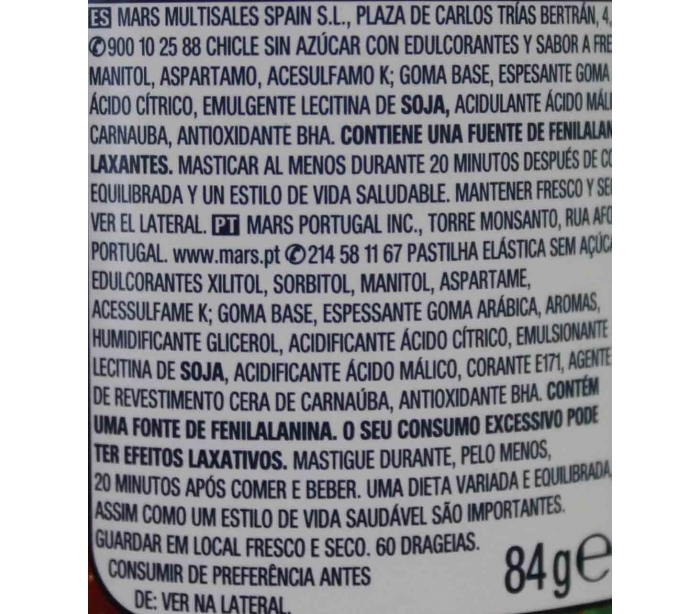 ES MARS MULTISALES SPAIN S.L., PLAZA DE CARLOS TRÍAS BERTRÁN, 4,
✆900 10 25 88 CHICLE SIN AZÚCAR CON EDULCORANTES Y SABOR A
MANITOL, ASPARTAMO, ACESULFAMO K; GOMA BASE, ESPESANTE GOMA
ÁCIDO CÍTRICO, EMULGENTE LECITINA DE SOJA, ACIDULANTE ÁCIDO
CARNAUBA, ANTIOXIDANTE BHA. CONTIENE UNA FUENTE DE
LAXANTES. MASTICAR AL MENOS DURANTE 20 MINUTOS DESPUÉS DE
EQUILIBRADA Y UN ESTILO DE VIDA SALUDABLE. MANTENER FRESCO Y
VER EL LATERAL. PT MARS PORTUGAL INC., TORRE MONSANTO, RUA
PORTUGAL. www.mars.pt ✆214 58 11 67 PASTILHA ELÁSTICA SEM
EDULCORANTES XILITOL, SORBITOL, MANITOL, ASPARTAME,
ACESSULFAME K; GOMA BASE, ESPESSANTE GOMA ARÁBICA, AROMAS,
HUMIDIFICANTE GLICEROL, ACIDIFICANTE ÁCIDO CÍTRICO, EMULSIONANTE
LECITINA DE SOJA, ACIDIFICANTE ÁCIDO MÁLICO, CORANTE E171, AGENTE
DE REVESTIMENTO CERA DE CARNAÚBA, ANTIOXIDANTE BHA. CONTÉM
UMA FONTE DE FENILALANINA. O SEU CONSUMO EXCESSIVO PODE
TER EFEITOS LAXATIVOS. MASTIGUE DURANTE, PELO MENOS,
20 MINUTOS APÓS COMER E BEBER. UMA DIETA VARIADA E EQUILIBRADA,
ASSIM COMO UM ESTILO DE VIDA SAUDÁVEL SÃO IMPORTANTES.
GUARDAR EM LOCAL FRESCO E SECO. 60 DRAGEIAS.
CONSUMIR DE PREFERÊNCIA ANTES
DE: VER NA LATERAL.
84g e